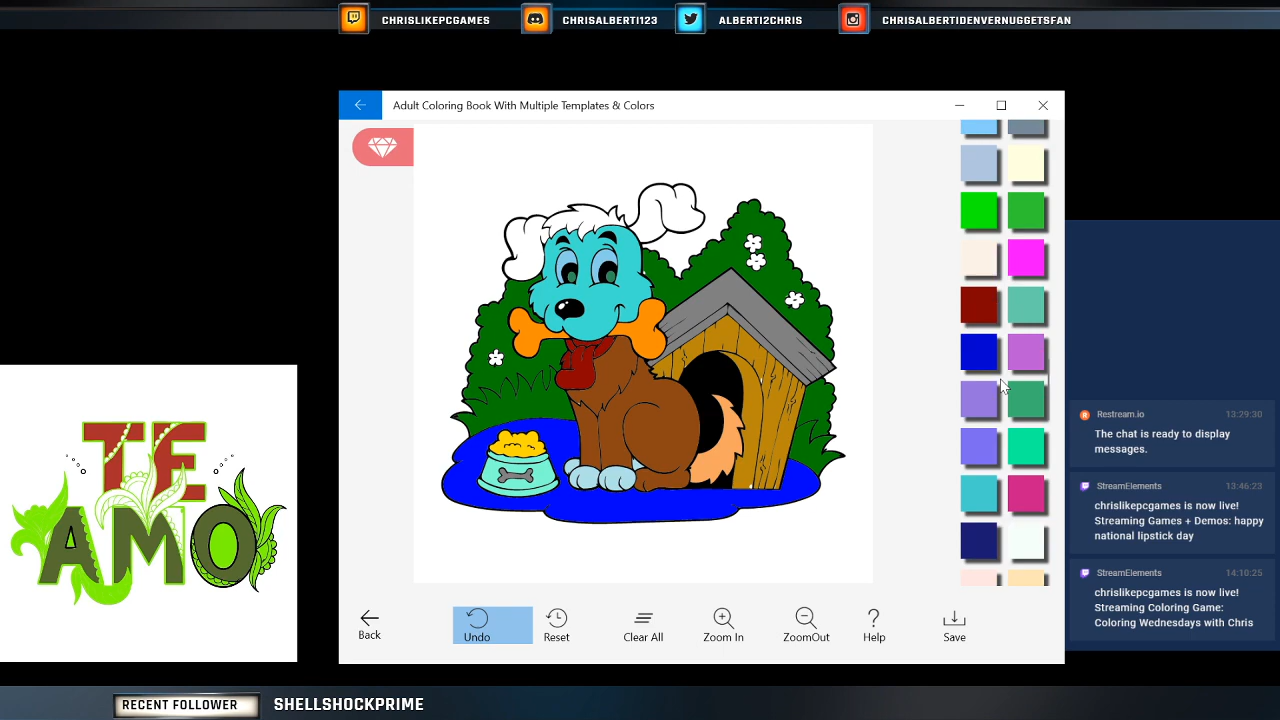 CHRISLIKEPCGAMES
CHRISALBERTI123
ALBERTI2CHRIS
CHRISALBERTIDENVERNUGGETSFAN
Adult Coloring Book With Multiple Templates & Colors
TE
AMO
Restream.io 13:29:30
The chat is ready to display
messages.
StreamElements 13:46:23
chrislikepcgames is now live!
Streaming Games + Demos: happy
national lipstick day
StreamElements 14:10:25
chrislikepcgames is now live!
Streaming Coloring Game:
Coloring Wednesdays with Chris
Back
Undo
Reset
Clear All
Zoom In
ZoomOut
Help
Save
RECENT FOLLOWER
SHELLSHOCKPRIME